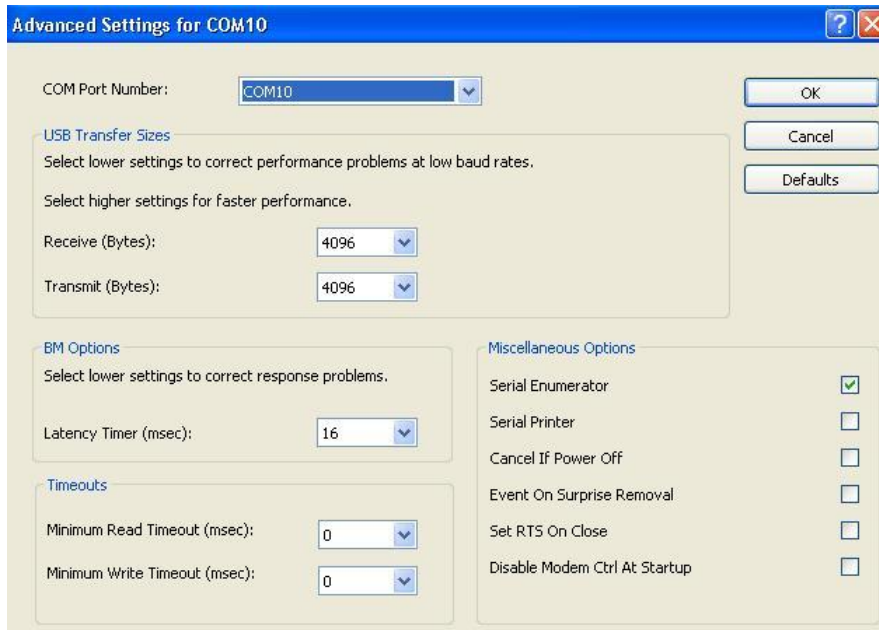 Advanced Settings for COM10
COM Port Number:
COM10
OK
USB Transfer Sizes
Cancel
Select lower settings to correct performance problems at low baud rates.
Defaults
Select higher settings for faster performance.
Receive (Bytes):
4096
Transmit (Bytes):
4096
BM Options
Select lower settings to correct response problems.
Latency Timer (msec):
16
Timeouts
Minimum Read Timeout (msec):
0
Minimum Write Timeout (msec):
0
Miscellaneous Options
Serial Enumerator
Serial Printer
Cancel If Power Off
Event On Surprise Removal
Set RTS On Close
Disable Modem Ctrl At Startup